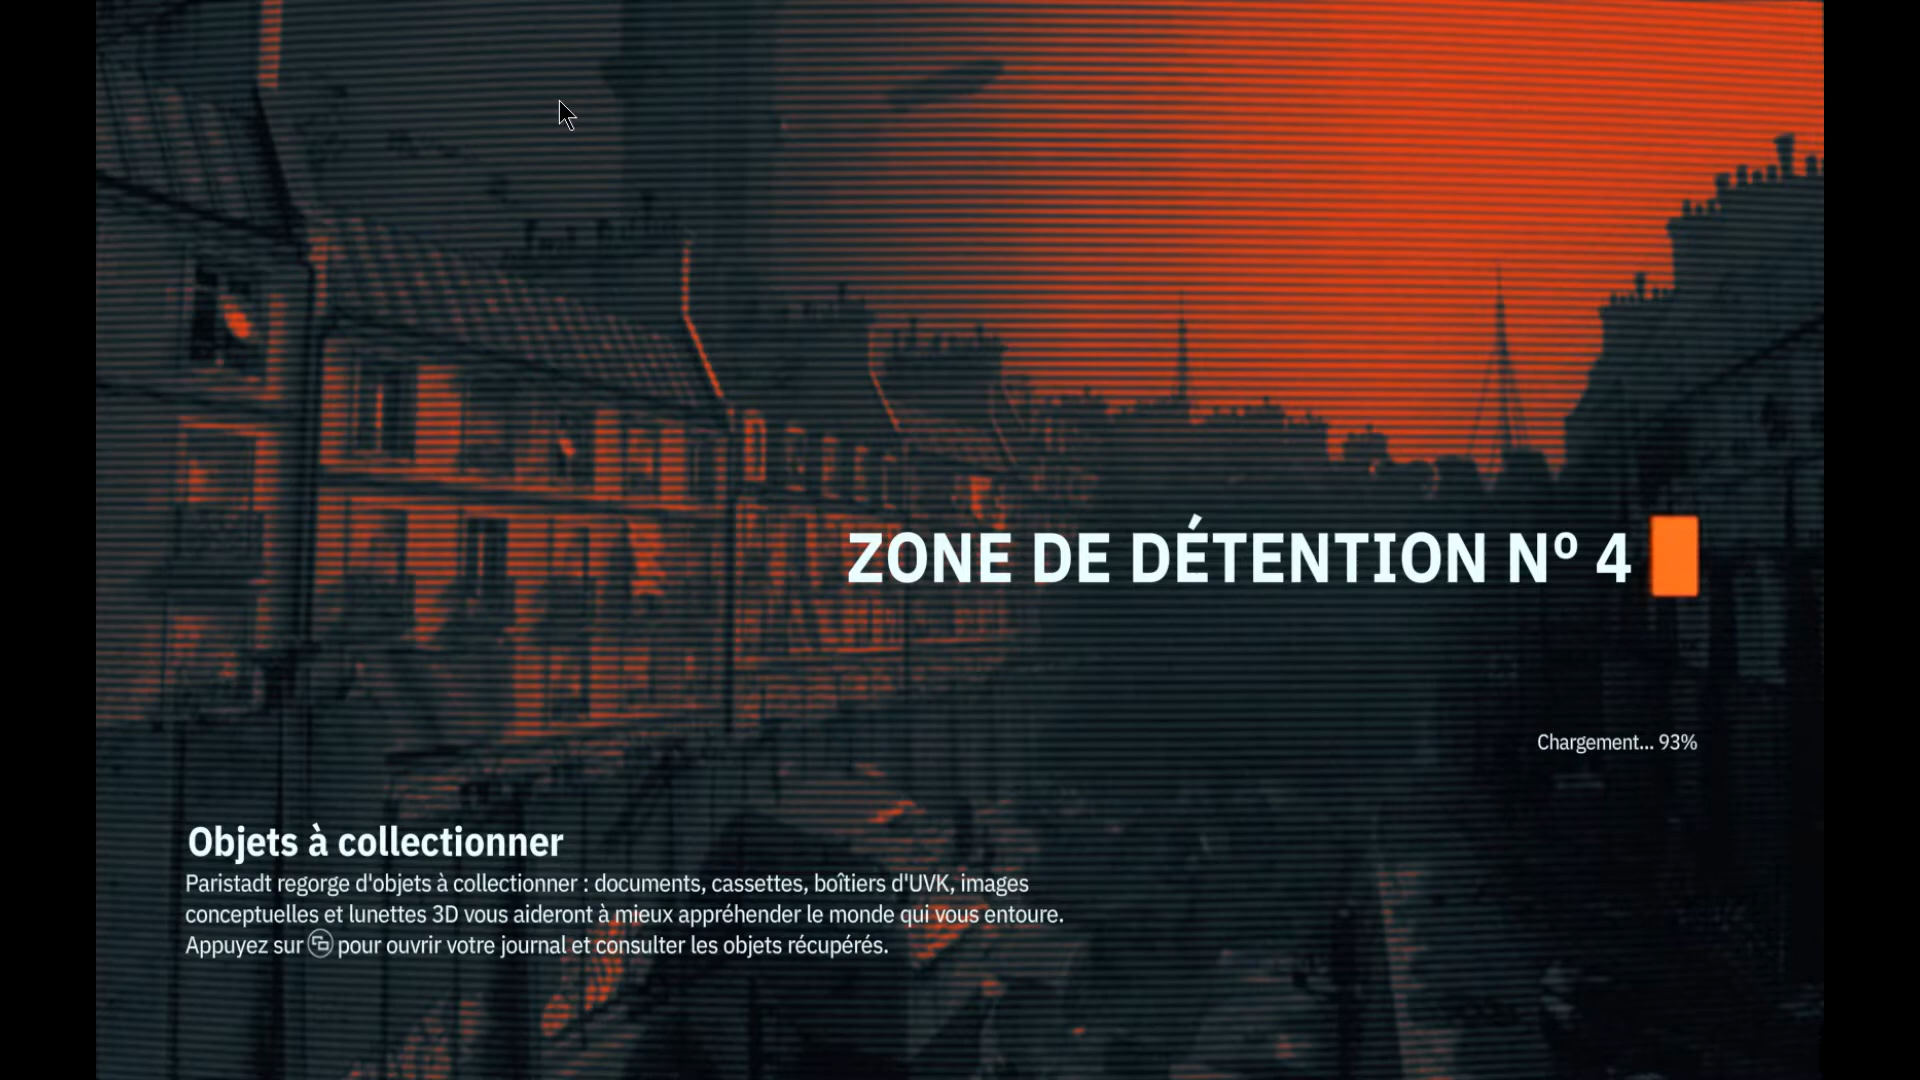 ZONE DE DÉTENTION Nº 4
Chargement... 93%
Objets à collectionner
Paristadt regorge d'objets à collectionner : documents, cassettes, boîtiers d'UVK, images
conceptuelles et lunettes 3D vous aideront à mieux appréhender le monde qui vous entoure.
Appuyez sur pour ouvrir votre journal et consulter les objets récupérés.